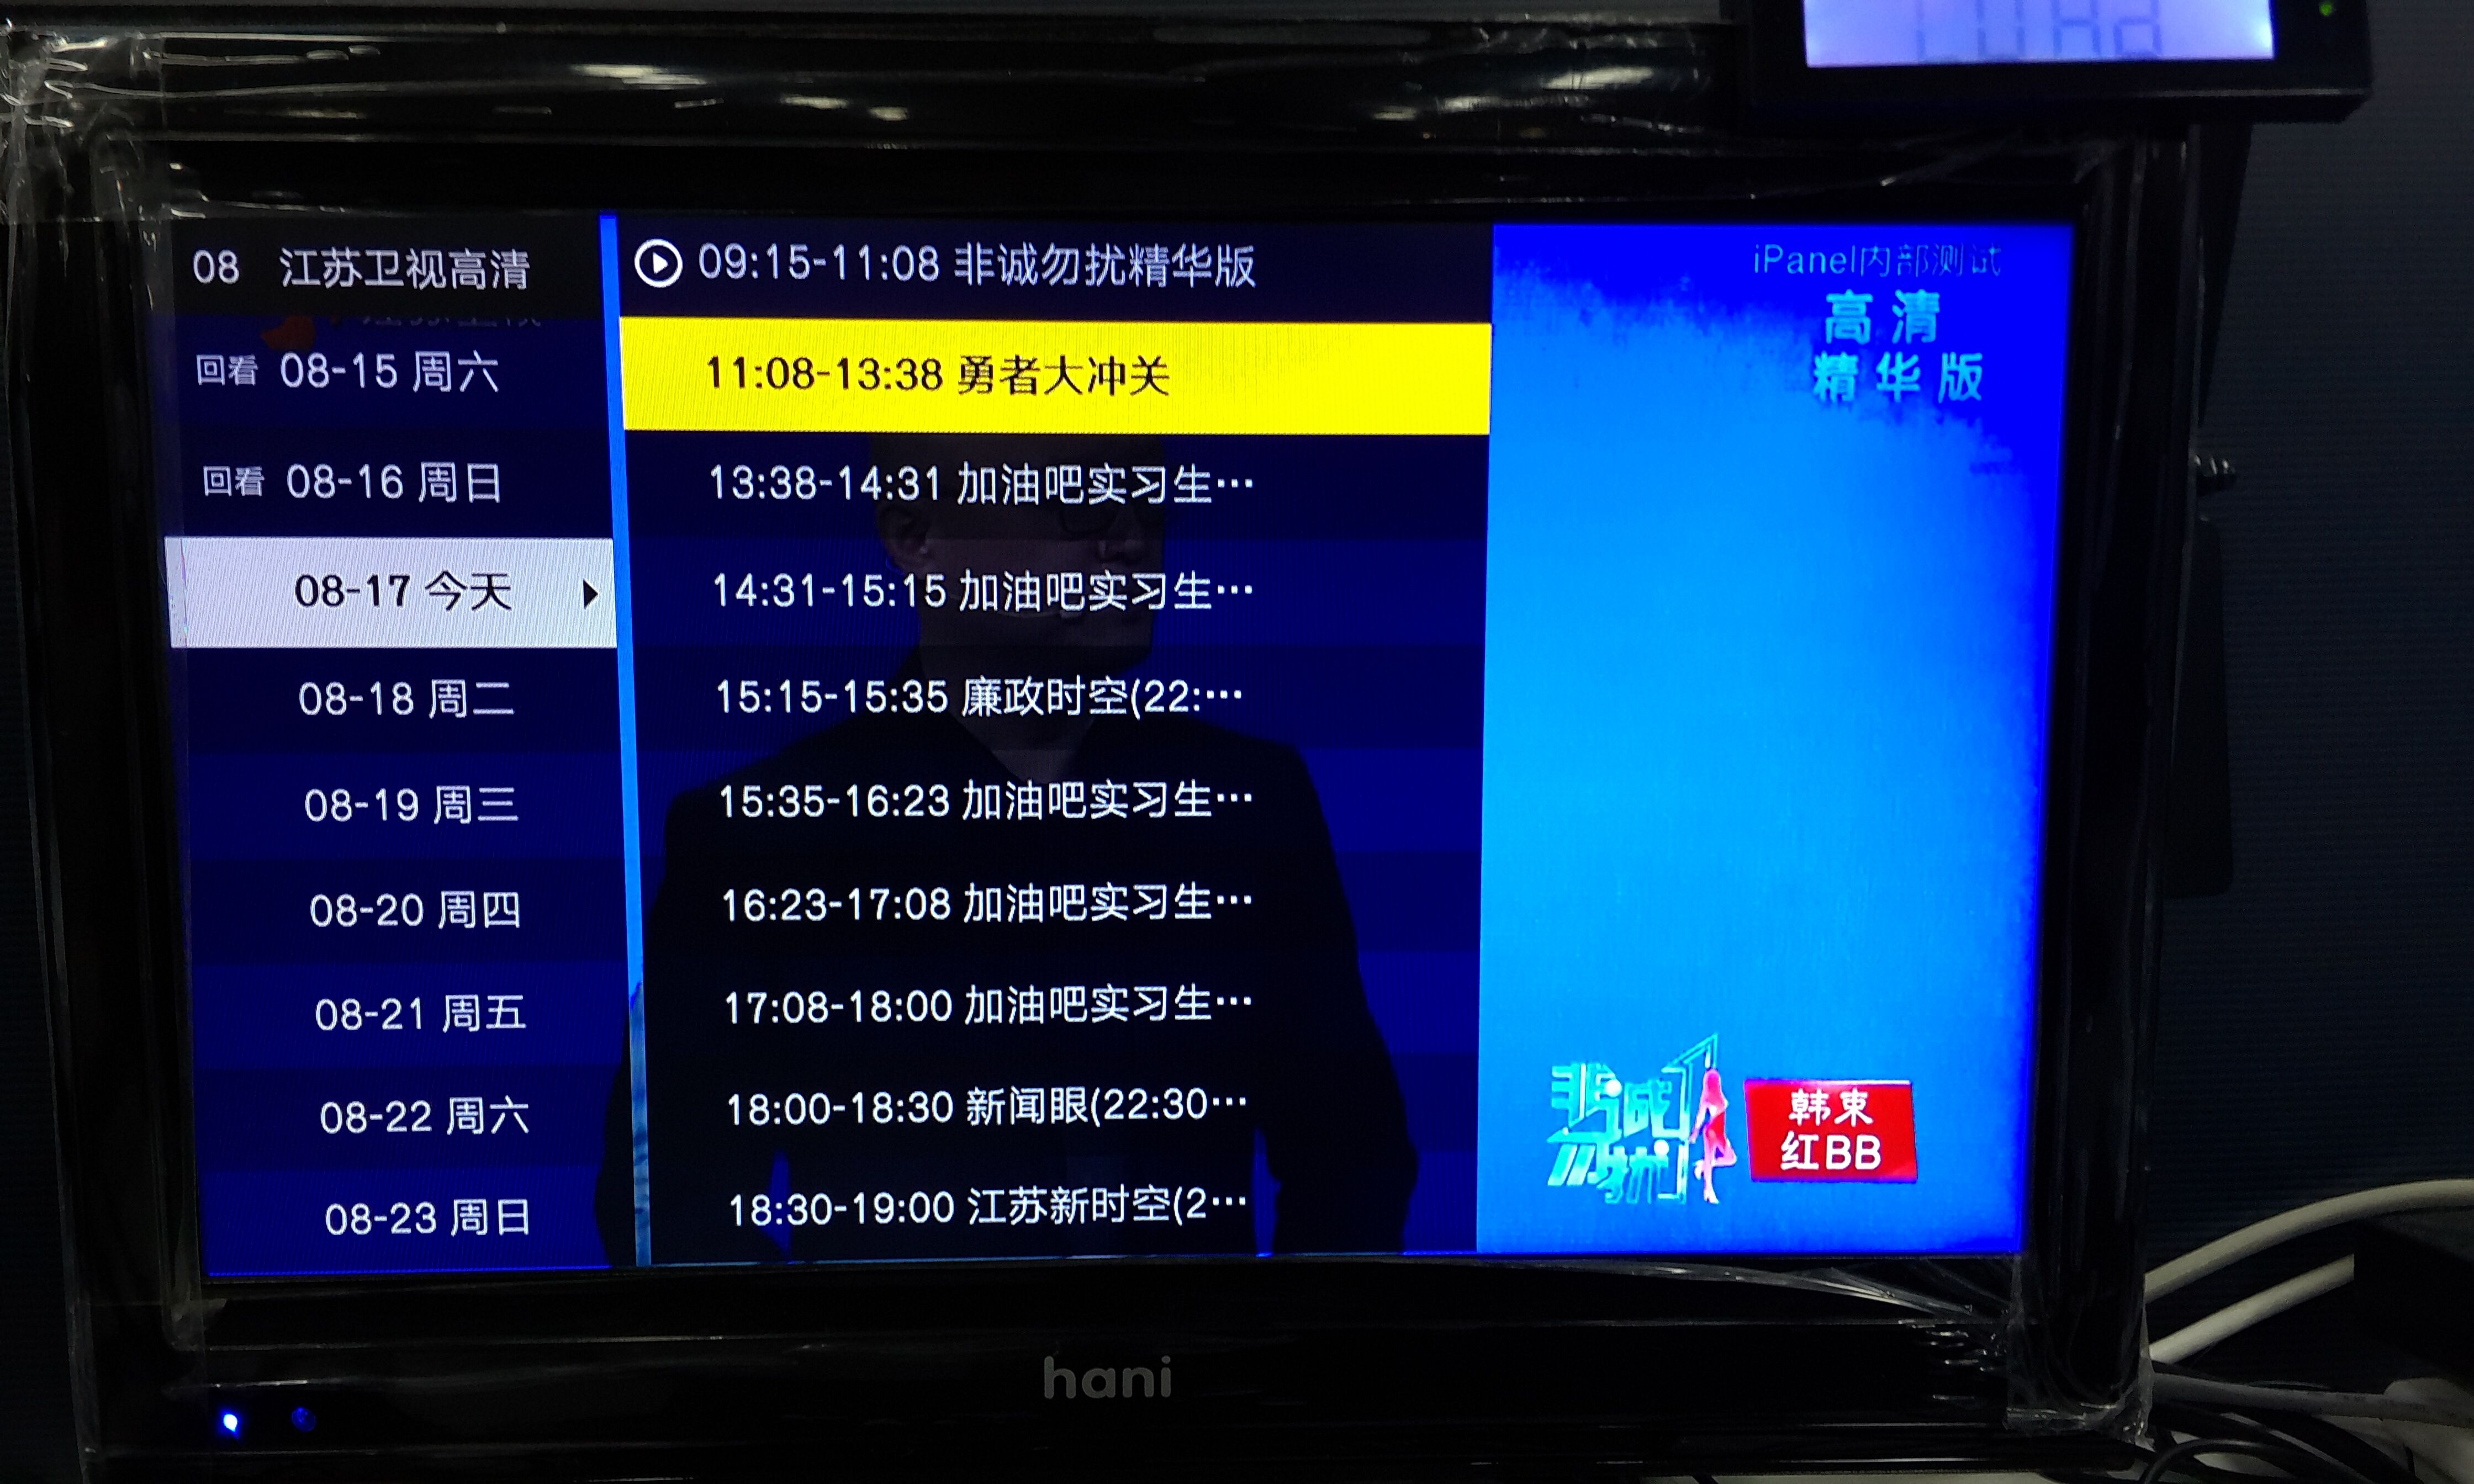 08 江苏卫视高清
回看 08-15 周六
回看 08-16 周日
08-17 今天
08-18 周二
08-19 周三
08-20 周四
08-21 周五
08-22 周六
08-23 周日
09:15-11:08 非诚勿扰精华版
11:08-13:38 勇者大冲关
13:38-14:31 加油吧实习生…
14:31-15:15 加油吧实习生…
15:15-15:35 廉政时空(22:…
15:35-16:23 加油吧实习生…
16:23-17:08 加油吧实习生…
17:08-18:00 加油吧实习生…
18:00-18:30 新闻眼(22:30…
18:30-19:00 江苏新时空(2…
iPanel内部测试
高清
精华版
非诚
勿扰
韩束
红BB
hani